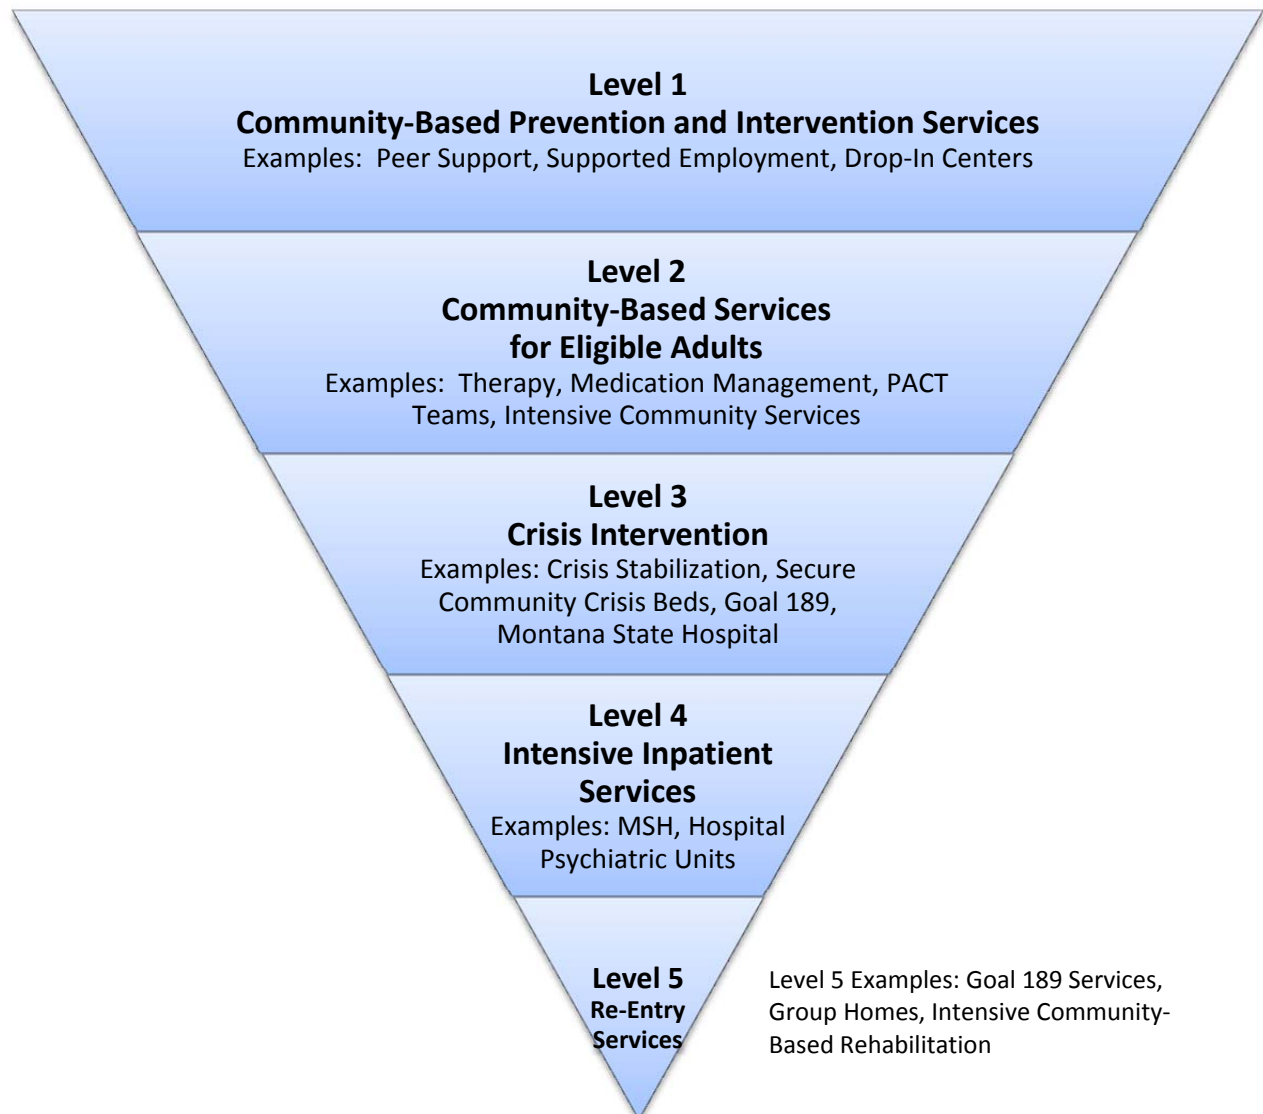 Level 1
Community-Based Prevention and Intervention Services
Examples:  Peer Support, Supported Employment, Drop-In Centers
Level 2
Community-Based Services
for Eligible Adults
Examples:  Therapy, Medication Management, PACT
Teams, Intensive Community Services
Level 3
Crisis Intervention
Examples: Crisis Stabilization, Secure
Community Crisis Beds, Goal 189,
Montana State Hospital
Level 4
Intensive Inpatient
Services
Examples: MSH, Hospital
Psychiatric Units
Level 5
Re-Entry
Services
Level 5 Examples: Goal 189 Services,
Group Homes, Intensive Community-
Based Rehabilitation